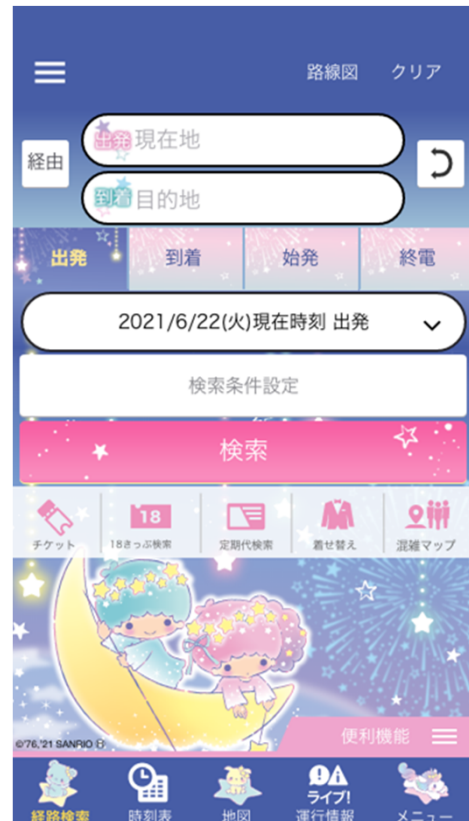 路線図 クリア
経由
出発 現在地
到着 目的地
出発 到着 始発 終電
2021/6/22(火)現在時刻 出発
検索条件設定
検索
18
チケット 18きっぷ検索 定期代検索 着せ替え 混雑マップ
便利機能
©'76,'21 SANRIO Ⓗ
経路検索 時刻表 地図 ライブ!
運行情報 メニュー